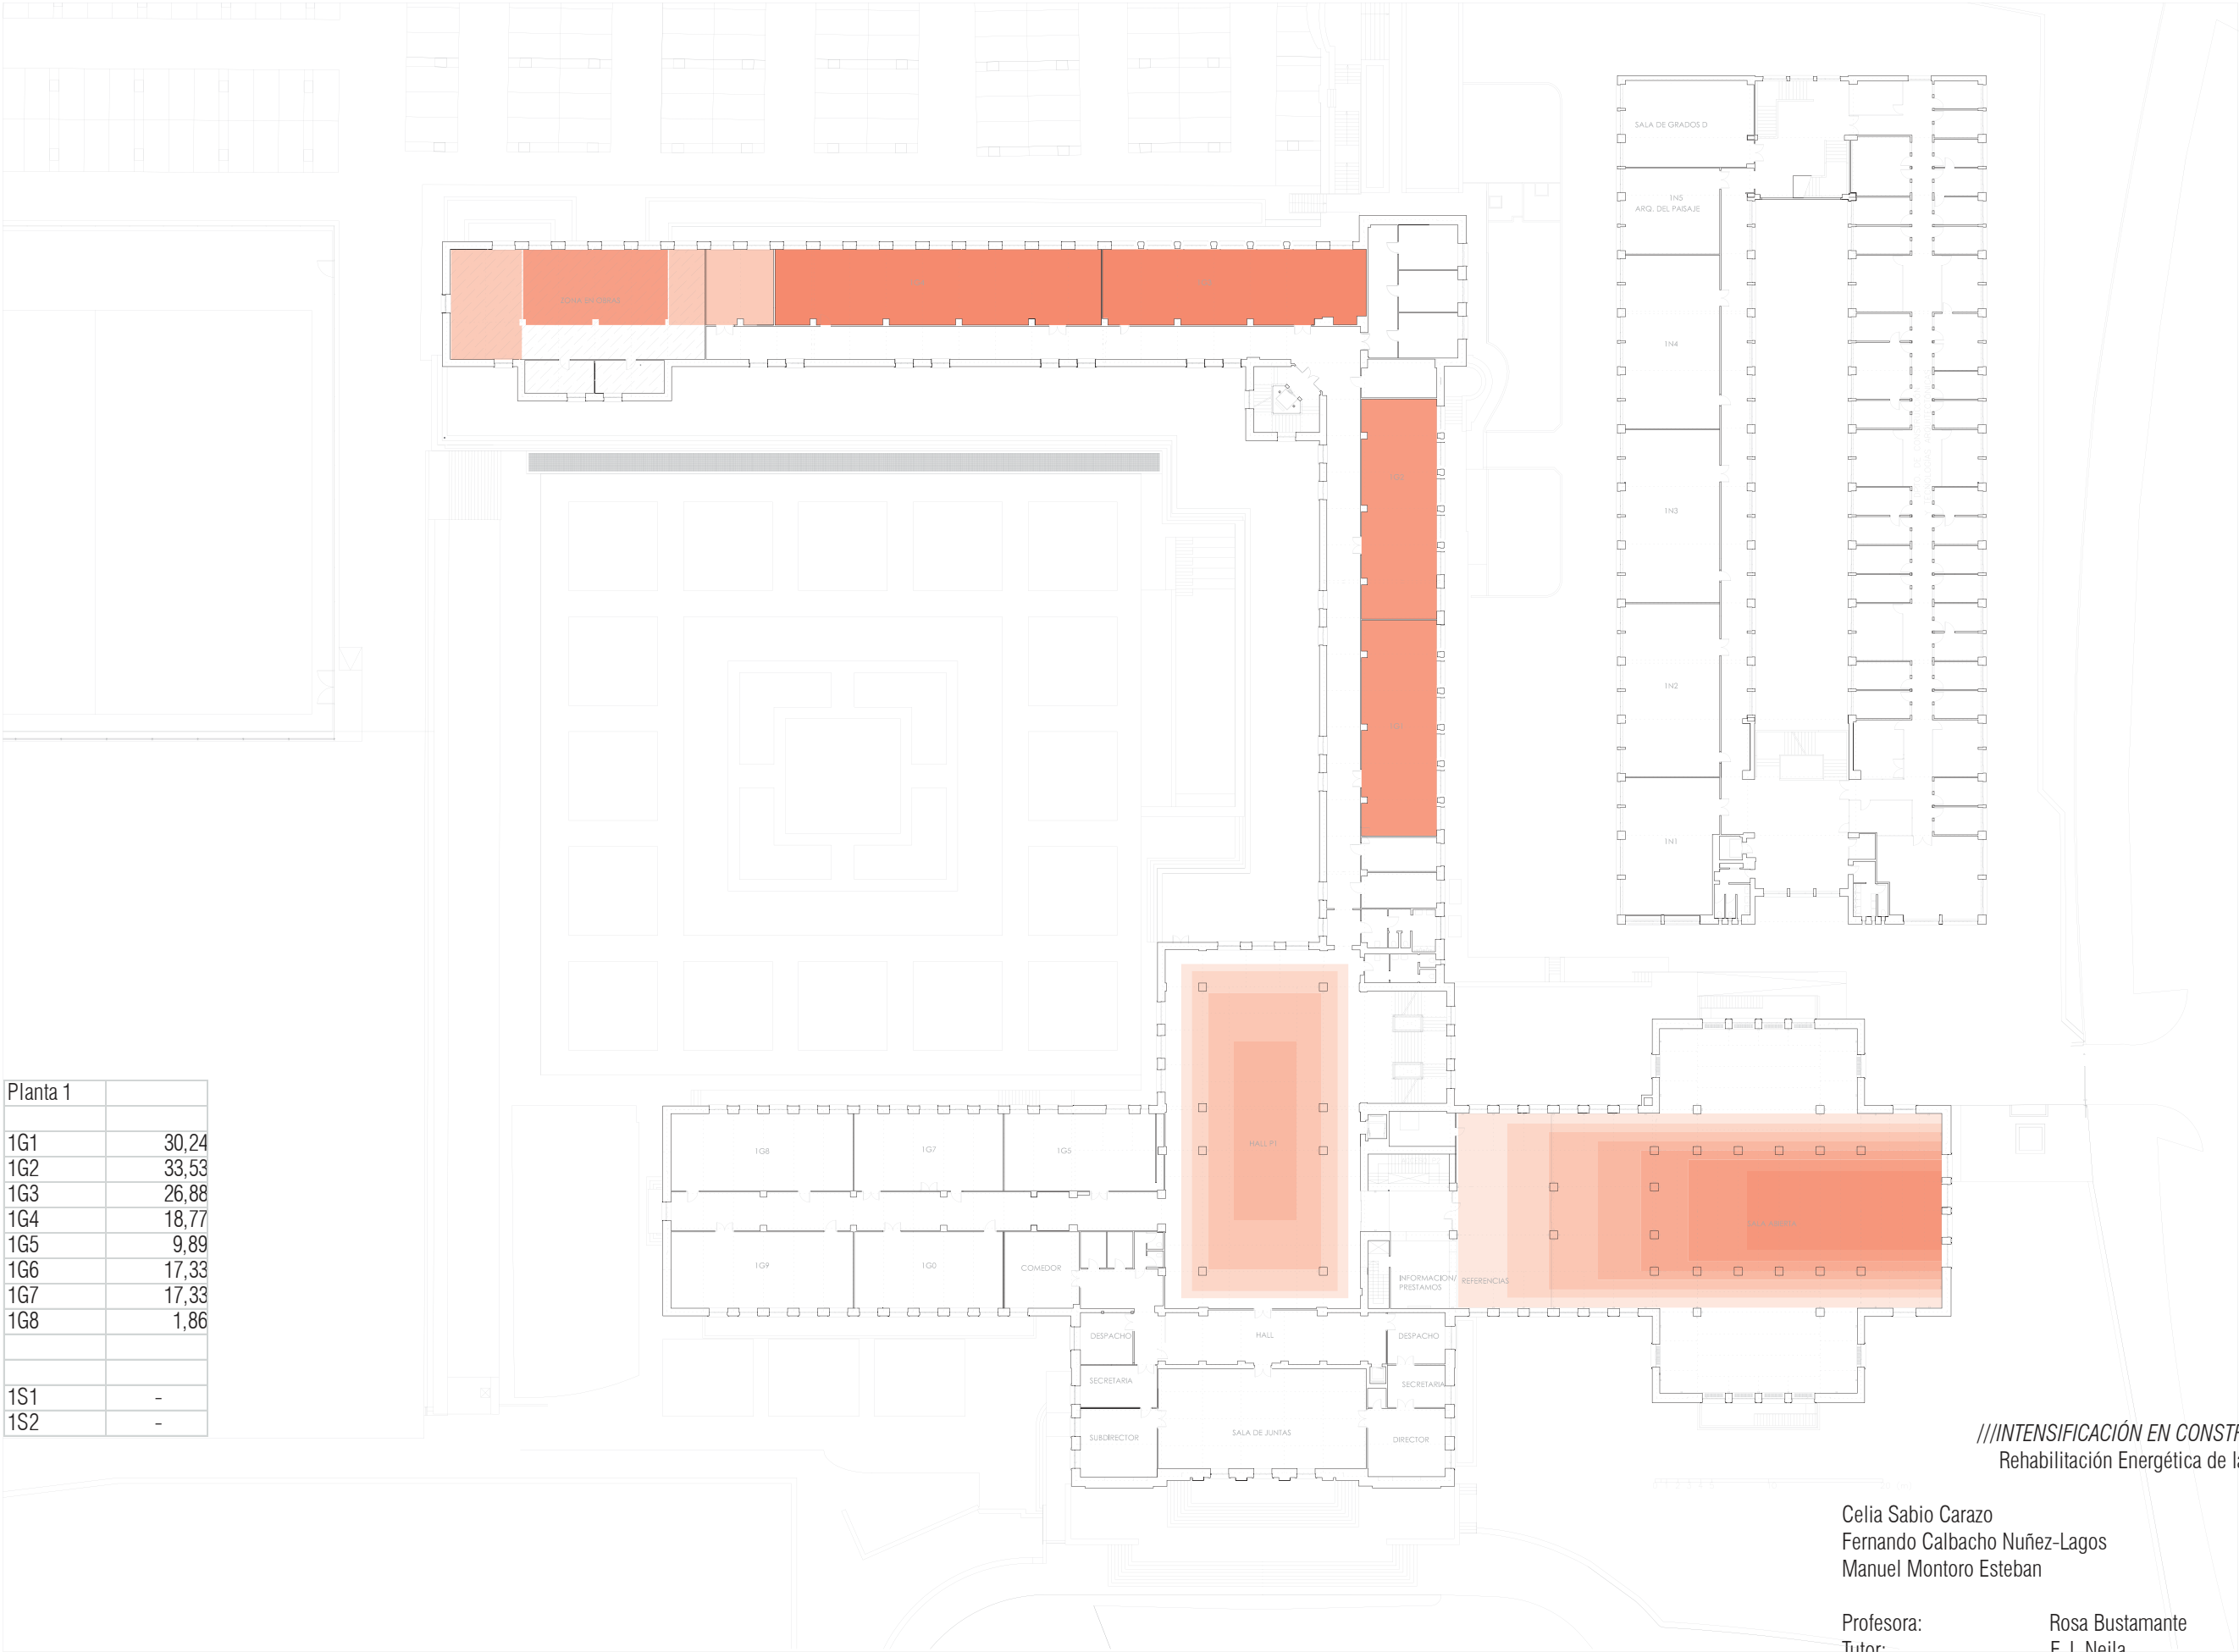 SALA DE GRADOS D
1N5
ARQ. DEL PAISAJE
ZONA EN OBRAS
1N4
1G2
1N3
1N2
1G1
1N1
Planta 1
1G1 30,24
1G2 33,53
1G3 26,88
1G4 18,77
1G5 9,89
1G6 17,33
1G7 17,33
1G8 1,86
1S1 -
1S2 -
HALL P1
1G8
1G7
1G5
1G9
1G0
COMEDOR
INFORMACION/
PRESTAMOS
REFERENCIAS
DESPACHO
HALL
DESPACHO
SECRETARIA
SECRETARIA
SUBDIRECTOR
SALA DE JUNTAS
DIRECTOR
///INTENSIFICACIÓN EN CONSTR
Rehabilitación Energética de la
Celia Sabio Carazo
Fernando Calbacho Nuñez-Lagos
Manuel Montoro Esteban
Profesora: Rosa Bustamante
Tutor: F. J. Neila